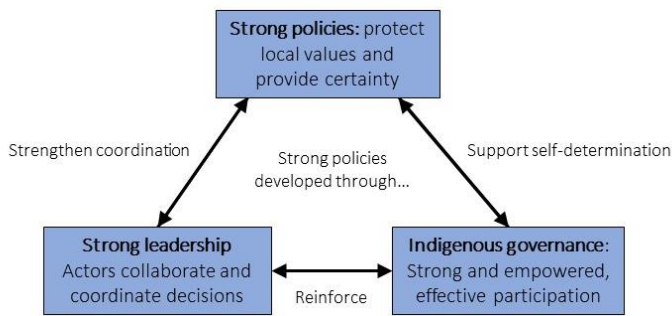 Strong policies: protect
local values and
provide certainty
Strengthen coordination
Support self-determination
Strong policies
developed through...
Strong leadership
Actors collaborate and
coordinate decisions
Reinforce
Indigenous governance:
Strong and empowered,
effective participation